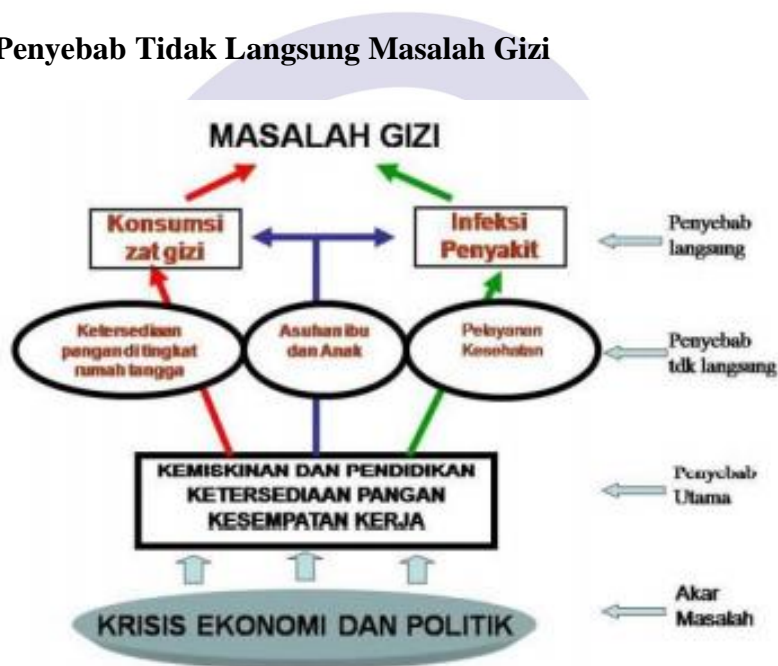 Penyebab Tidak Langsung Masalah Gizi
MASALAH GIZI
Konsumsi
zat gizi
Infeksi
Penyakit
Penyebab
langsung
Ketersediaan
pangan di tingkat
rumah tangga
Asuhan ibu
dan Anak
Pelayanan
Kesehatan
Penyebab
tdk langsung
KEMISKINAN DAN PENDIDIKAN
KETERSEDIAAN PANGAN
KESEMPATAN KERJA
Penyebab
Utama
KRISIS EKONOMI DAN POLITIK
Akar
Masalah